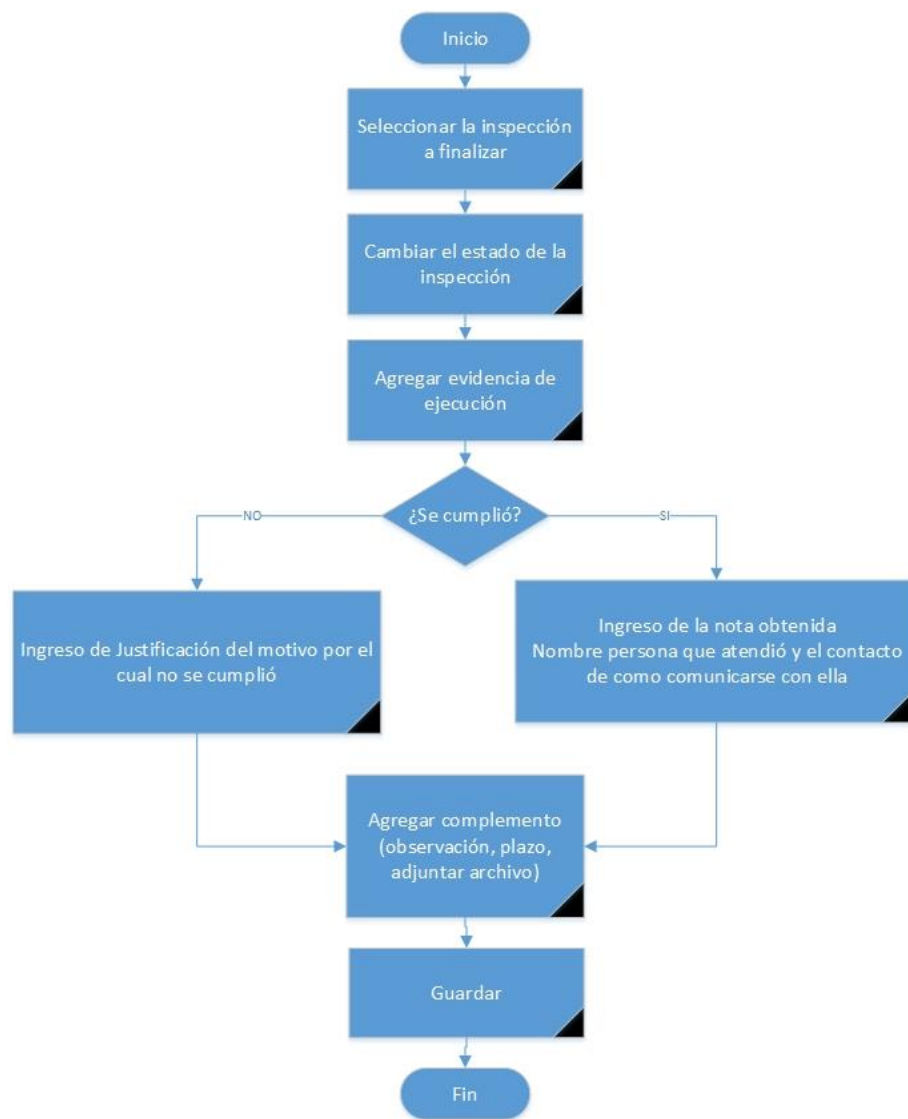 Inicio
Seleccionar la inspección
a finalizar
Cambiar el estado de la
inspección
Agregar evidencia de
ejecución
¿Se cumplió?
NO
SI
Ingreso de Justificación del motivo por el
cual no se cumplió
Ingreso de la nota obtenida
Nombre persona que atendió y el contacto
de como comunicarse con ella
Agregar complemento
(observación, plazo,
adjuntar archivo)
Guardar
Fin